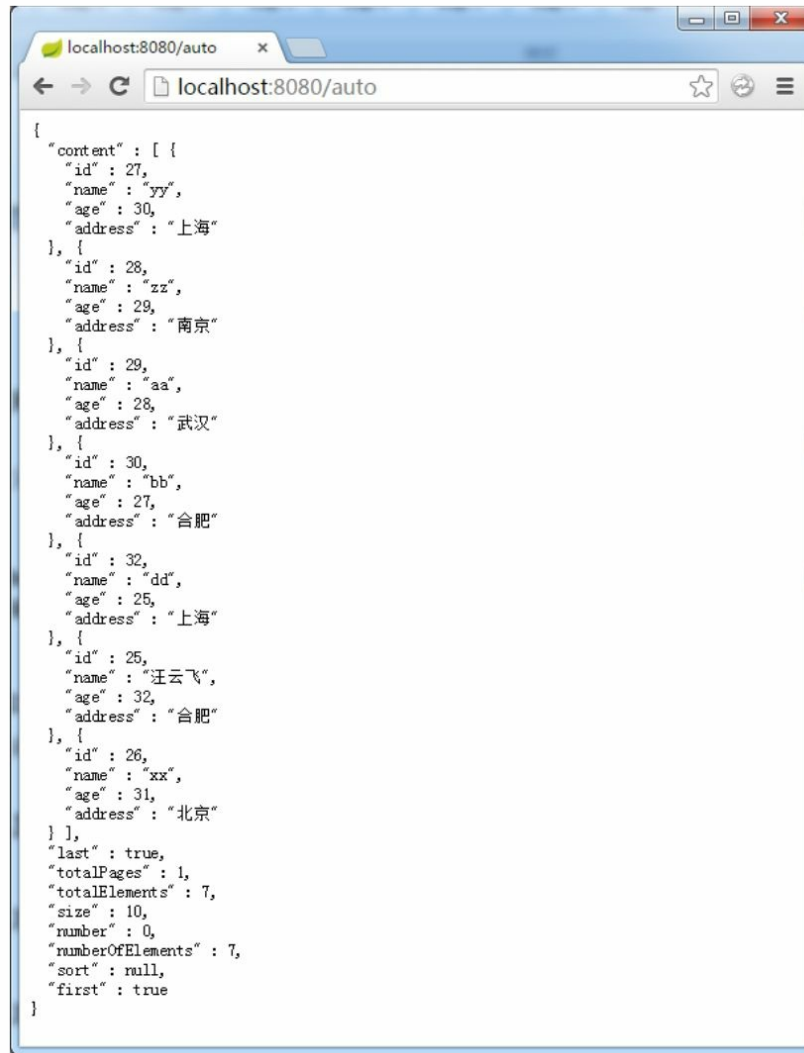 localhost:8080/auto
localhost:8080/auto
{
  "content" : [ {
    "id" : 27,
    "name" : "yy",
    "age" : 30,
    "address" : "上海"
  }, {
    "id" : 28,
    "name" : "zz",
    "age" : 29,
    "address" : "南京"
  }, {
    "id" : 29,
    "name" : "aa",
    "age" : 28,
    "address" : "武汉"
  }, {
    "id" : 30,
    "name" : "bb",
    "age" : 27,
    "address" : "合肥"
  }, {
    "id" : 32,
    "name" : "dd",
    "age" : 25,
    "address" : "上海"
  }, {
    "id" : 25,
    "name" : "汪云飞",
    "age" : 32,
    "address" : "合肥"
  }, {
    "id" : 26,
    "name" : "xx",
    "age" : 31,
    "address" : "北京"
  } ],
  "last" : true,
  "totalPages" : 1,
  "totalElements" : 7,
  "size" : 10,
  "number" : 0,
  "numberOfElements" : 7,
  "sort" : null,
  "first" : true
}